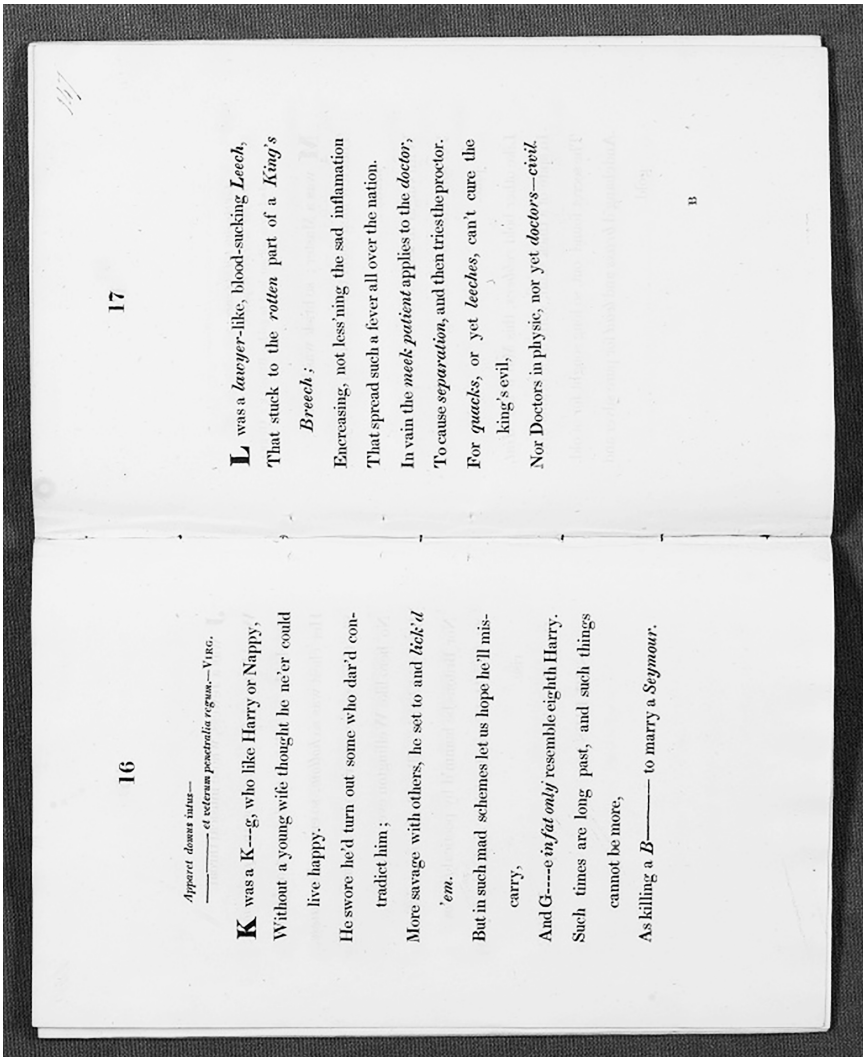 16
Apparet domus intus—
——— ——— et veterum penetralia regum.—VIRG.
K was a K---g, who like Harry or Nappy,
Without a young wife thought he ne'er could
live happy.
He swore he'd turn out some who dar'd con-
tradict him;
More savage with others, he set to and lick'd
'em.
But in such mad schemes let us hope he'll mis-
carry,
And G----e in fat only resemble eighth Harry.
Such times are long past, and such things
cannot be more,
As killing a B——— to marry a Seymour.
147
17
L was a lawyer-like, blood-sucking Leech,
That stuck to the rotten part of a King's
Breech;
Encreasing, not less'ning the sad inflamation
That spread such a fever all over the nation.
In vain the meek patient applies to the doctor,
To cause separation, and then tries the proctor.
For quacks, or yet leeches, can't cure the
king's evil,
Nor Doctors in physic, nor yet doctors—civil.
B